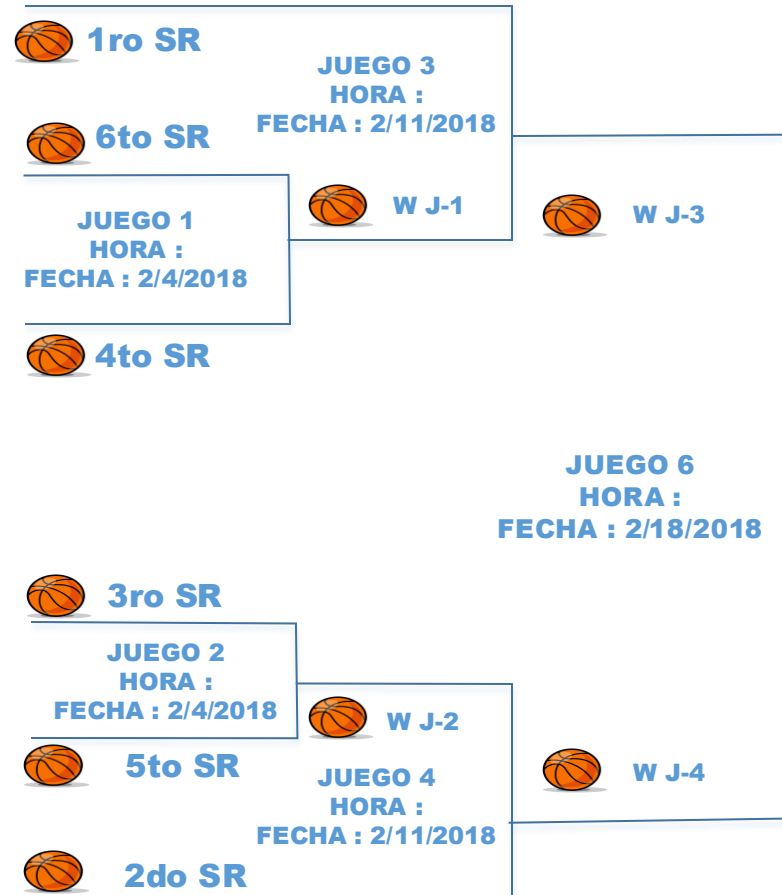 1ro SR
JUEGO 3
HORA :
FECHA : 2/11/2018
6to SR
W J-1
W J-3
JUEGO 1
HORA :
FECHA : 2/4/2018
4to SR
JUEGO 6
HORA :
FECHA : 2/18/2018
3ro SR
JUEGO 2
HORA :
FECHA : 2/4/2018
W J-2
5to SR
W J-4
JUEGO 4
HORA :
FECHA : 2/11/2018
2do SR